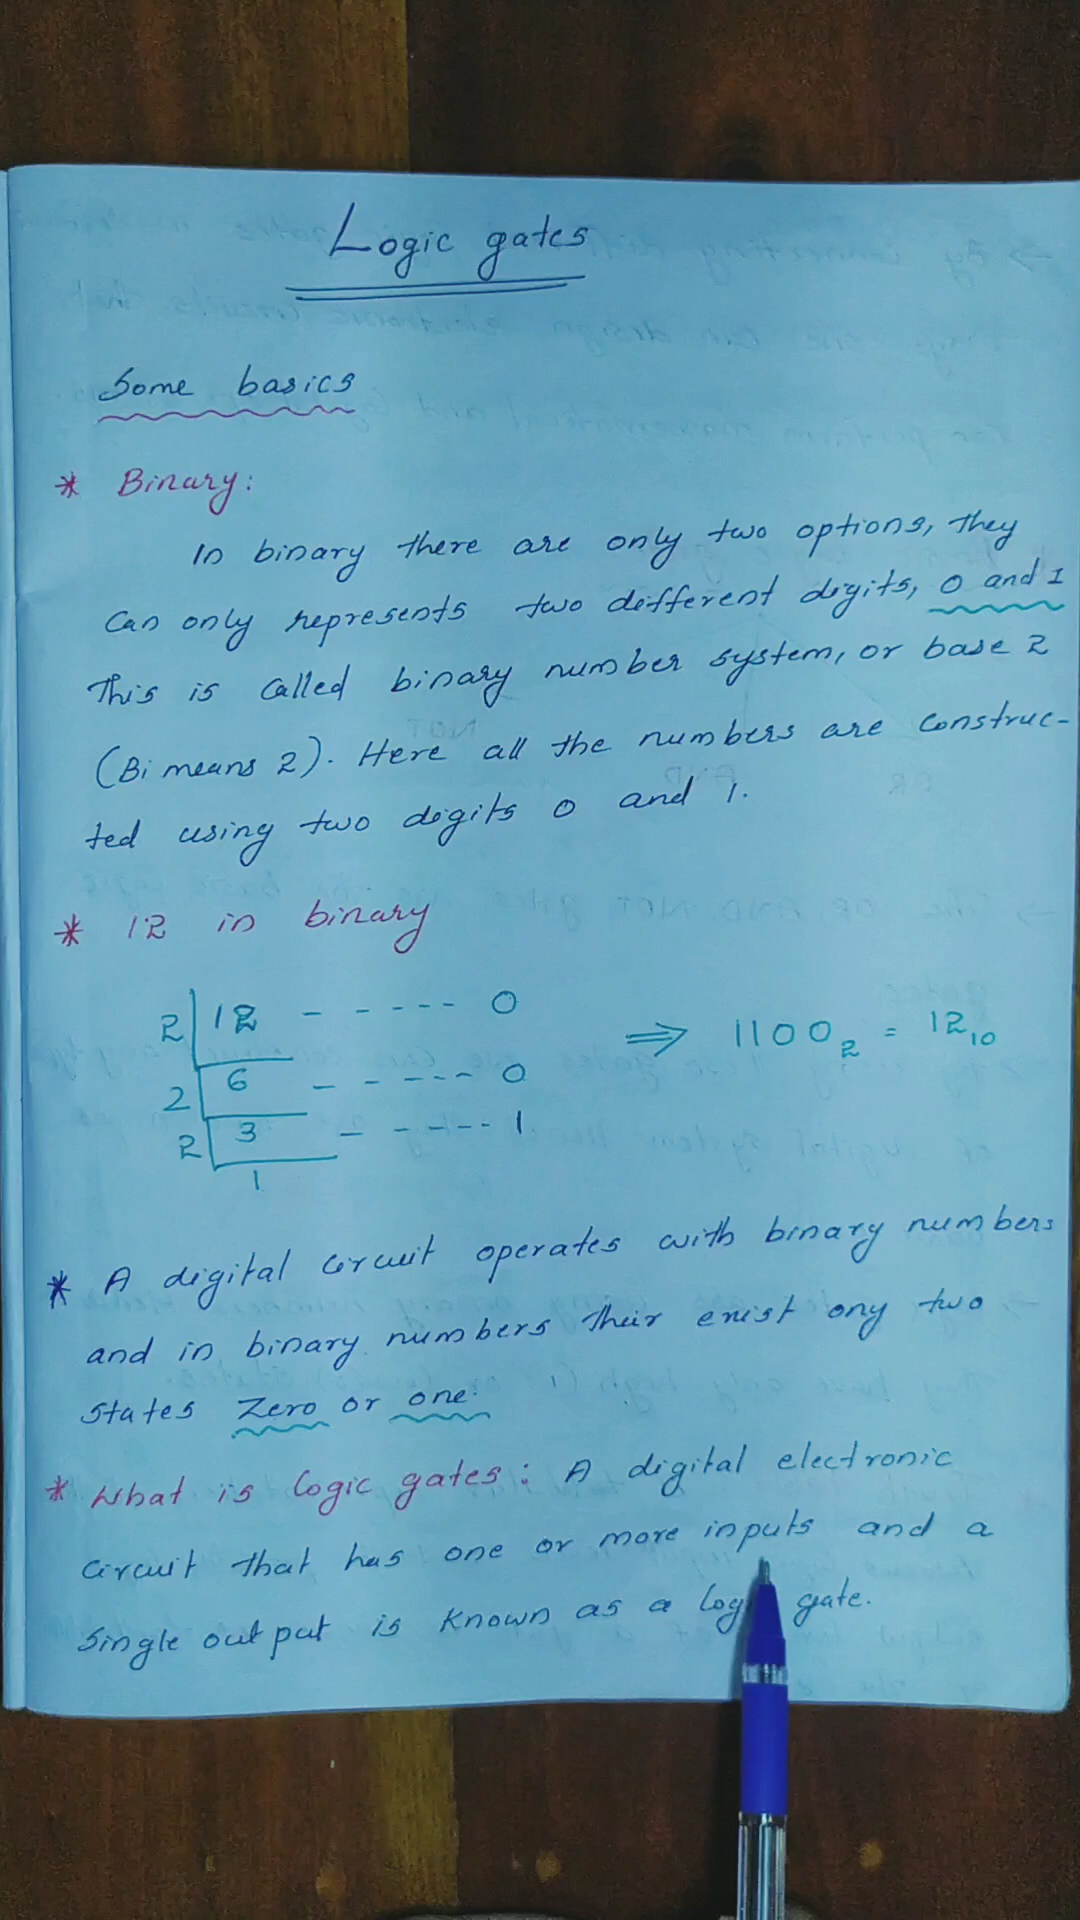 Logic gates
Some basics
* Binary:
In binary there are only two options, they
can only represents two different digits, 0 and 1
This is called binary number system, or base 2
(Bi means 2). Here all the numbers are construc-
ted using two digits 0 and 1.
* 12 in binary
2 | 12 - - - - - 0
2 | 6 - - - - - 0
2 | 3 - - - - - 1
1
⇒ 1100₂ = 12₁₀
* A digital circuit operates with binary numbers
and in binary numbers their exist ony two
states Zero or one.
* What is logic gates: A digital electronic
circuit that has one or more inputs and a
single output is known as a logic gate.